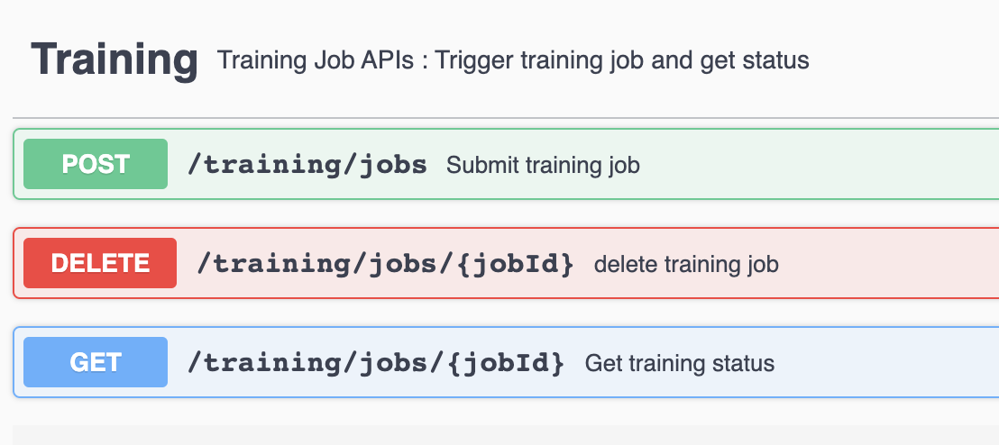 Training Training Job APIs : Trigger training job and get status
POST /training/jobs Submit training job
DELETE /training/jobs/{jobId} delete training job
GET /training/jobs/{jobId} Get training status